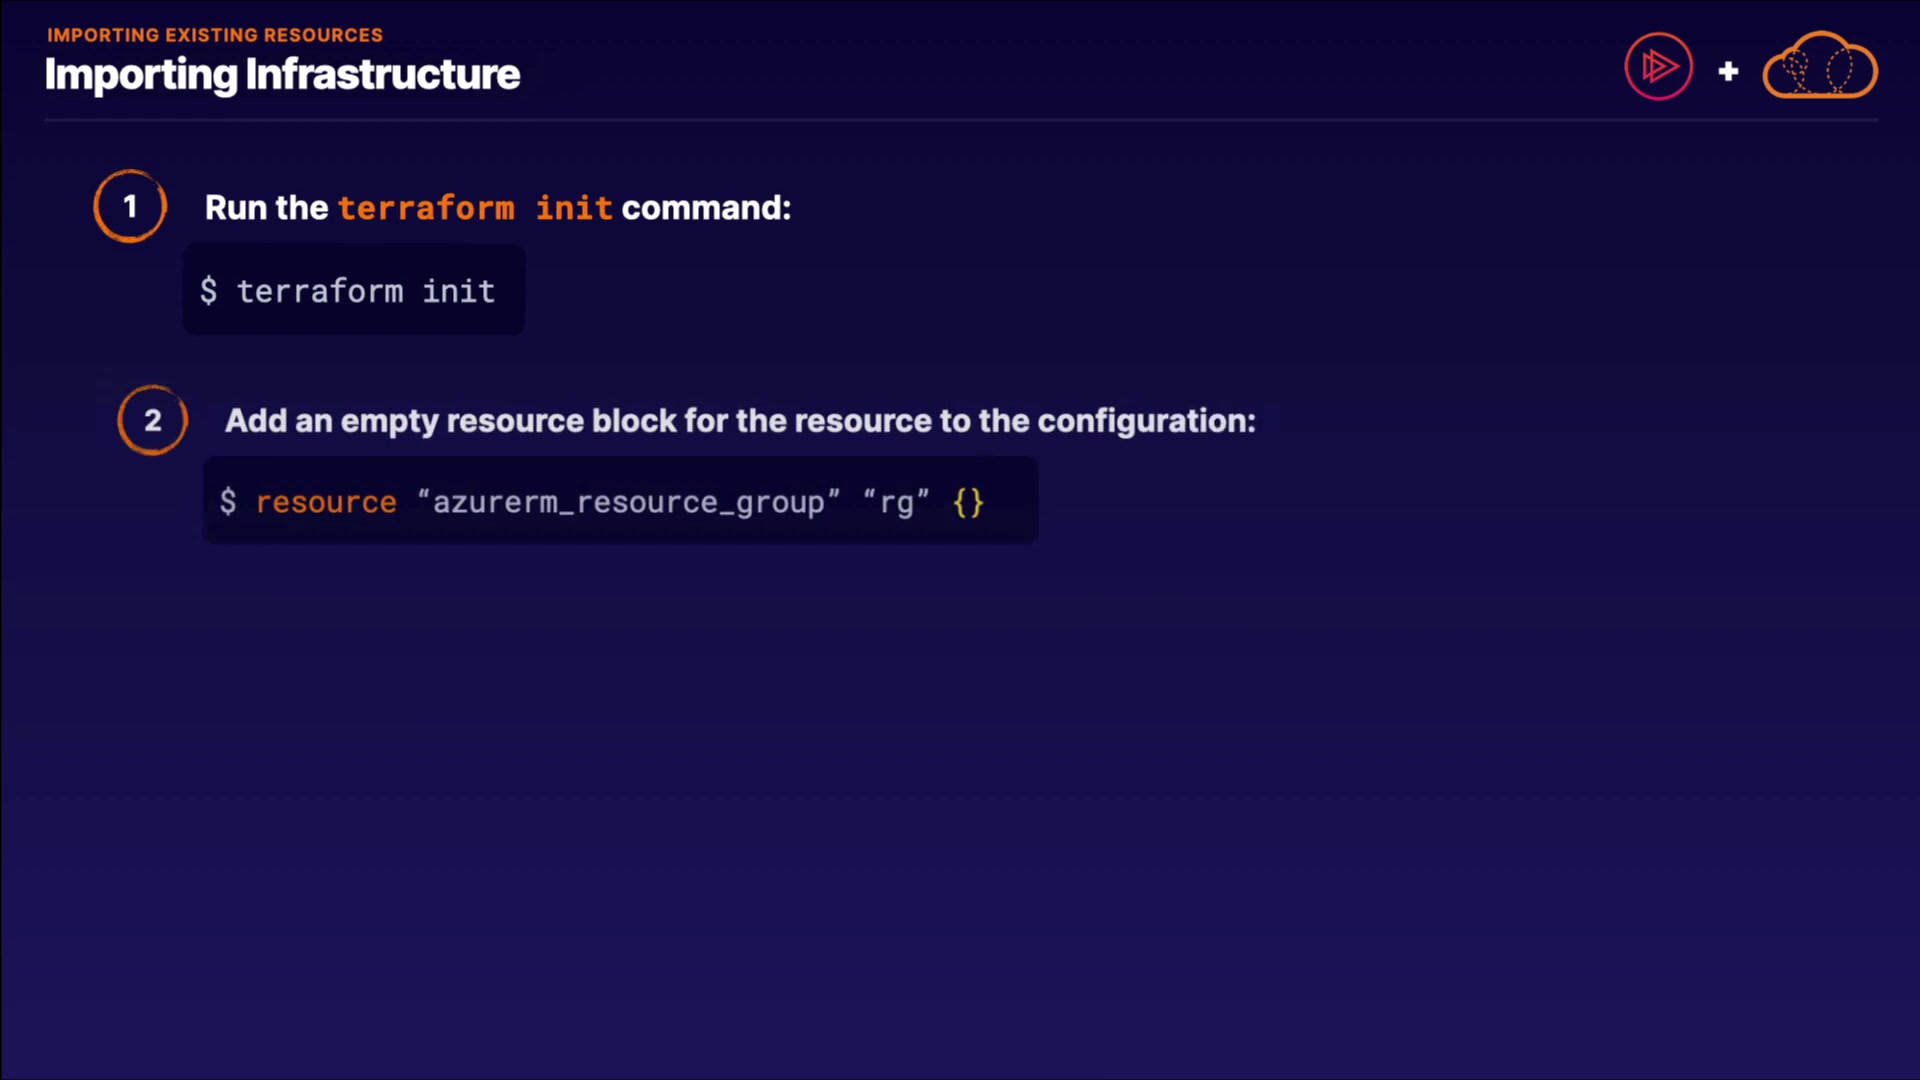 IMPORTING EXISTING RESOURCES
Importing Infrastructure
+
1 Run the terraform init command:
$ terraform init
2 Add an empty resource block for the resource to the configuration:
$ resource “azurerm_resource_group” “rg” {}